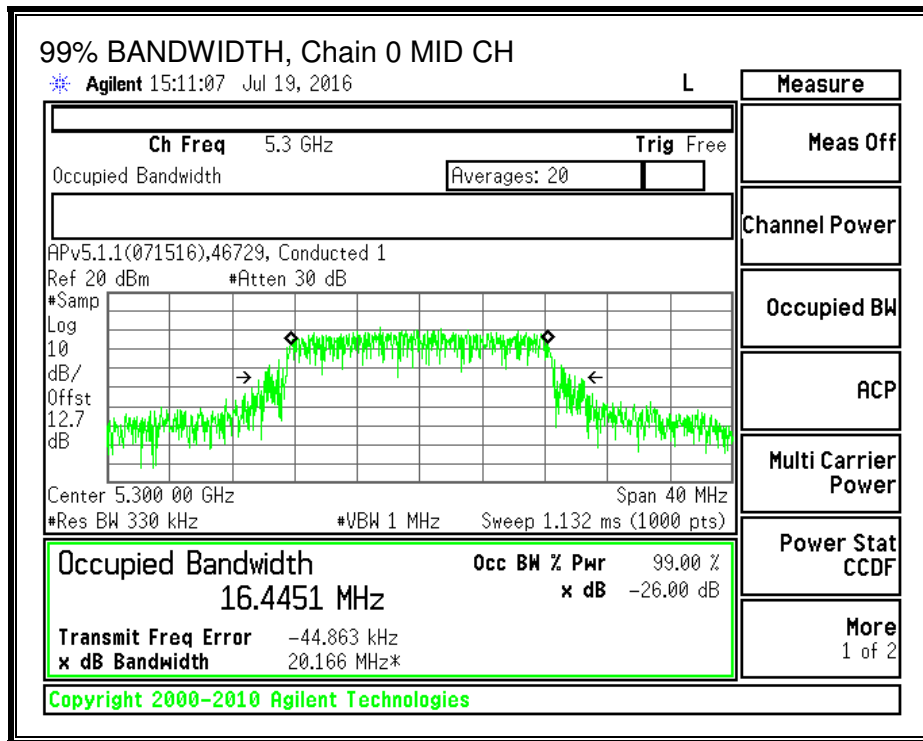 99% BANDWIDTH, Chain 0 MID CH
Agilent 15:11:07 Jul 19, 2016 L
Measure
Ch Freq 5.3 GHz Trig Free
Meas Off
Occupied Bandwidth Averages: 20
Channel Power
APv5.1.1(071516),46729, Conducted 1
Ref 20 dBm #Atten 30 dB
#Samp
Log
10
dB/
Offst
12.7
dB
Occupied BW
ACP
Multi Carrier
Power
Center 5.300 00 GHz Span 40 MHz
#Res BW 330 kHz #VBW 1 MHz Sweep 1.132 ms (1000 pts)
Power Stat
CCDF
Occupied Bandwidth Occ BW % Pwr 99.00 %
16.4451 MHz x dB -26.00 dB
Transmit Freq Error -44.863 kHz
x dB Bandwidth 20.166 MHz*
More
1 of 2
Copyright 2000-2010 Agilent Technologies